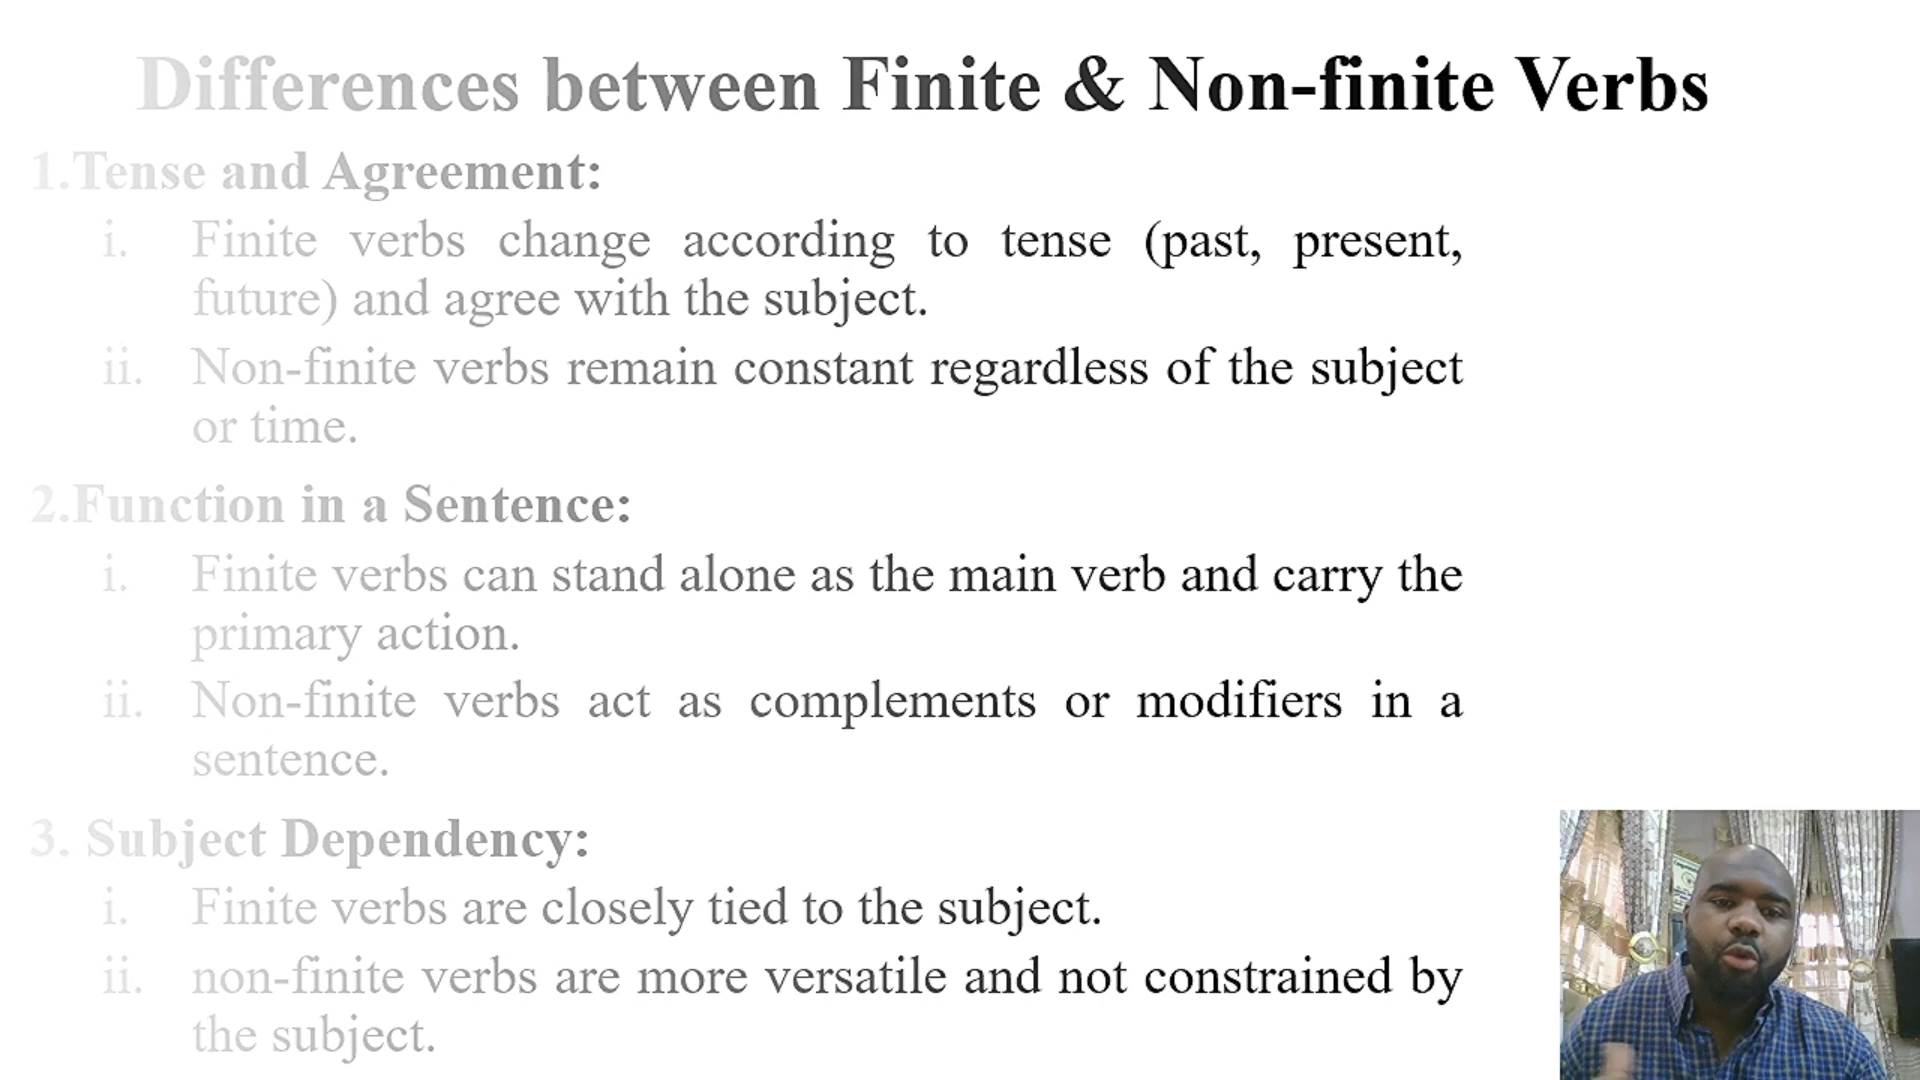 Differences between Finite & Non-finite Verbs
1.Tense and Agreement:
i. Finite verbs change according to tense (past, present,
future) and agree with the subject.
ii. Non-finite verbs remain constant regardless of the subject
or time.
2.Function in a Sentence:
i. Finite verbs can stand alone as the main verb and carry the
primary action.
ii. Non-finite verbs act as complements or modifiers in a
sentence.
3. Subject Dependency:
i. Finite verbs are closely tied to the subject.
ii. non-finite verbs are more versatile and not constrained by
the subject.